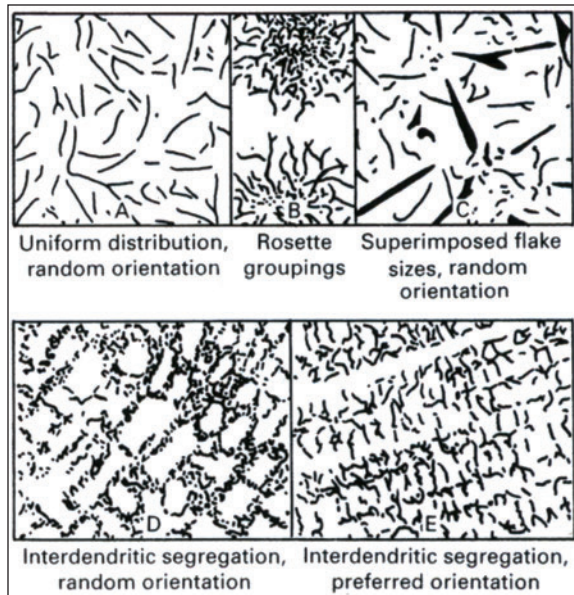 A
B
C
Uniform distribution,
random orientation
Rosette
groupings
Superimposed flake
sizes, random
orientation
D
E
Interdendritic segregation,
random orientation
Interdendritic segregation,
preferred orientation